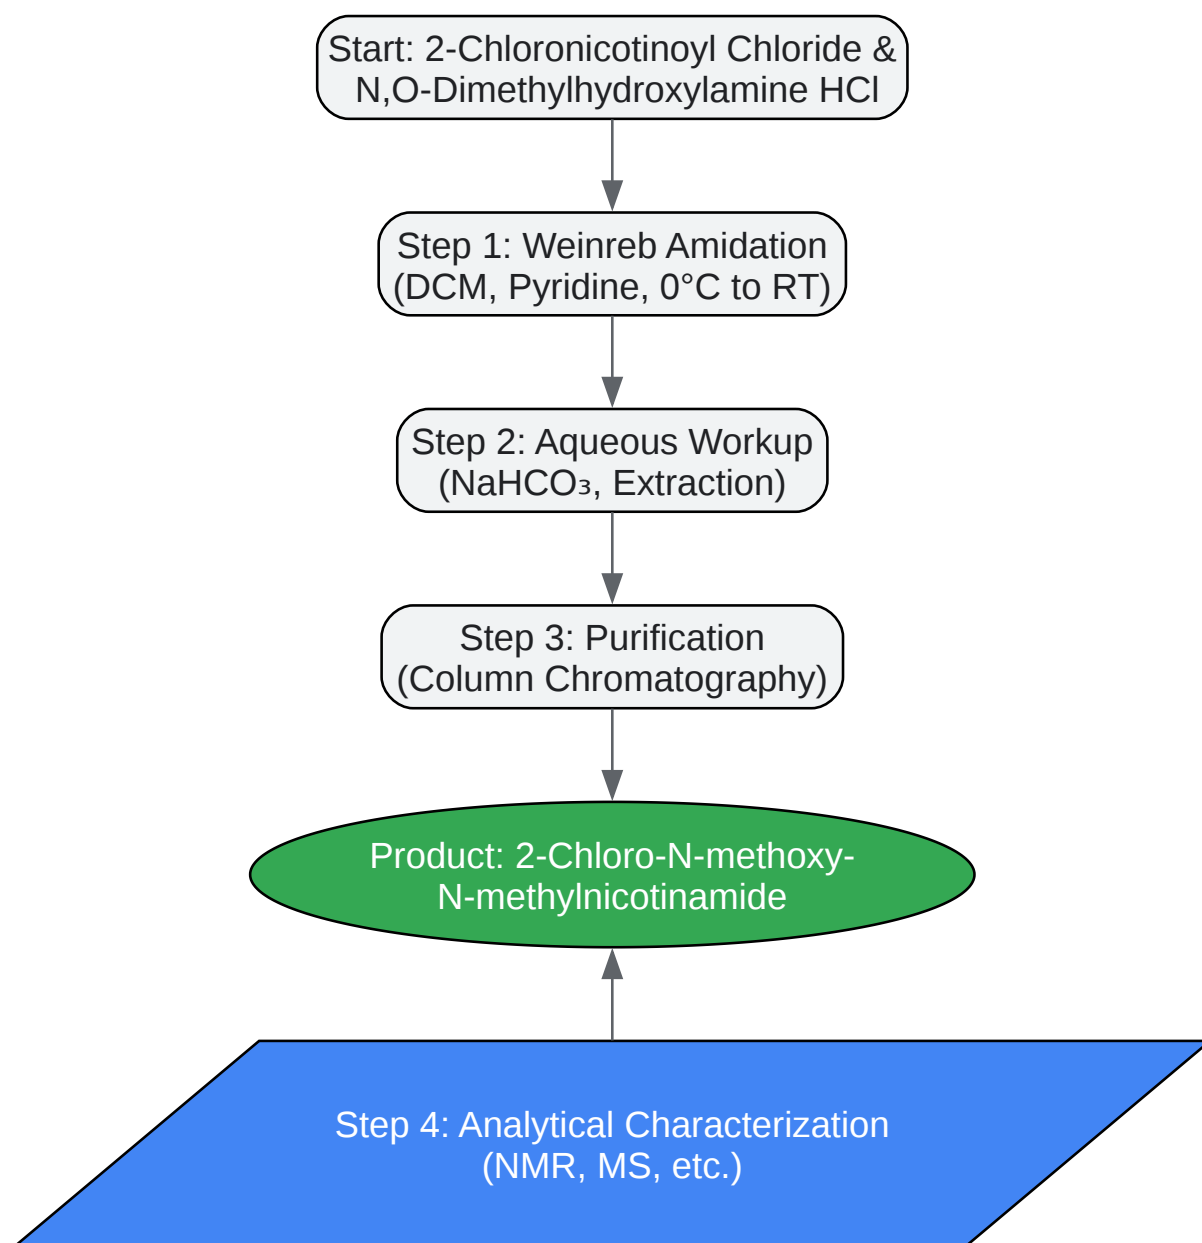 Start: 2-Chloronicotinoyl Chloride &
N,O-Dimethylhydroxylamine HCl
Step 1: Weinreb Amidation
(DCM, Pyridine, 0°C to RT)
Step 2: Aqueous Workup
(NaHCO₃, Extraction)
Step 3: Purification
(Column Chromatography)
Product: 2-Chloro-N-methoxy-
N-methylnicotinamide
Step 4: Analytical Characterization
(NMR, MS, etc.)